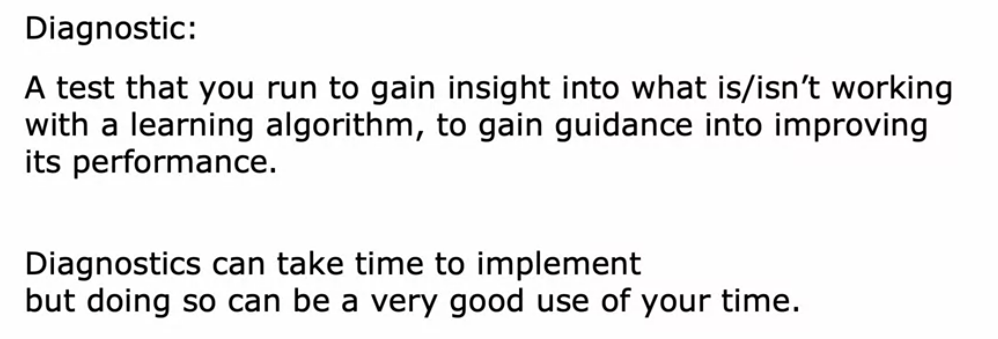 Diagnostic:
A test that you run to gain insight into what is/isn’t working
with a learning algorithm, to gain guidance into improving
its performance.
Diagnostics can take time to implement
but doing so can be a very good use of your time.